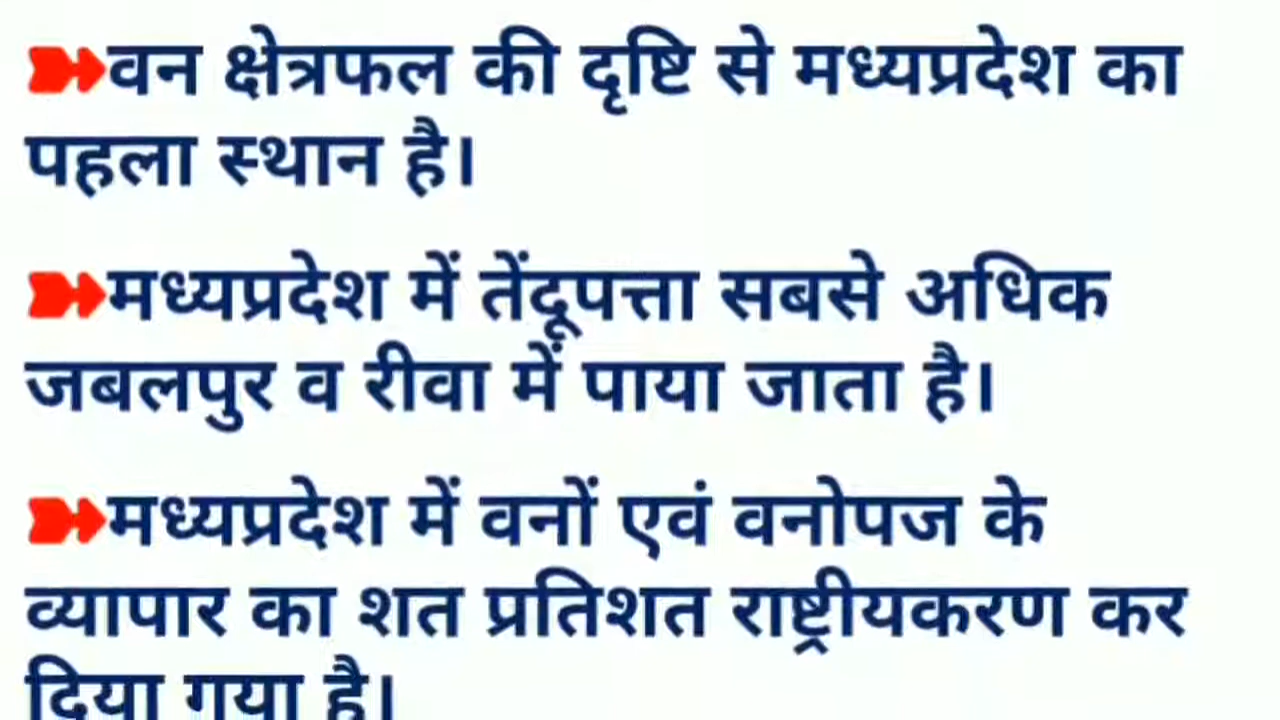 ➽वन क्षेत्रफल की दृष्टि से मध्यप्रदेश का
पहला स्थान है।
➽मध्यप्रदेश में तेंदूपत्ता सबसे अधिक
जबलपुर व रीवा में पाया जाता है।
➽मध्यप्रदेश में वनों एवं वनोपज के
व्यापार का शत प्रतिशत राष्ट्रीयकरण कर
दिया गया है।